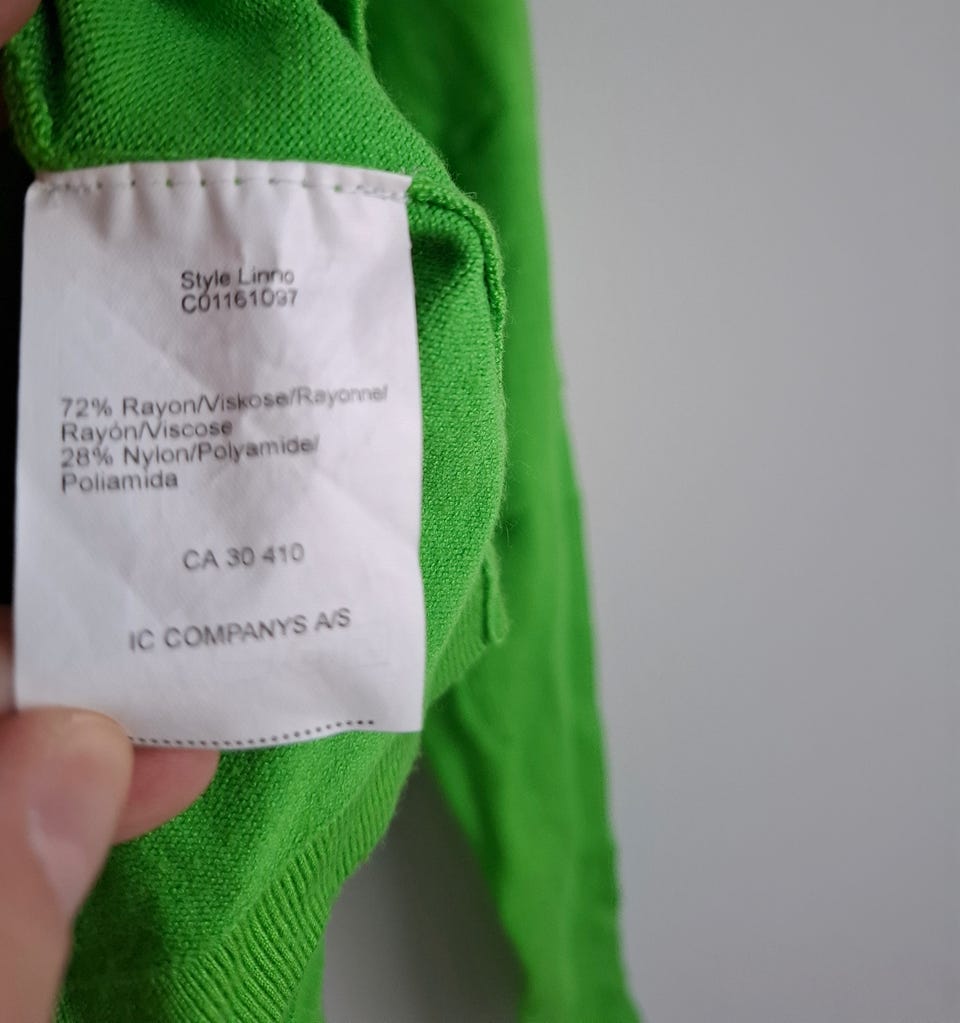 Style Linno
C01161097
72% Rayon/Viskose/Rayonne/
Rayón/Viscose
28% Nylon/Polyamide/
Poliamida
CA 30 410
IC COMPANYS A/S